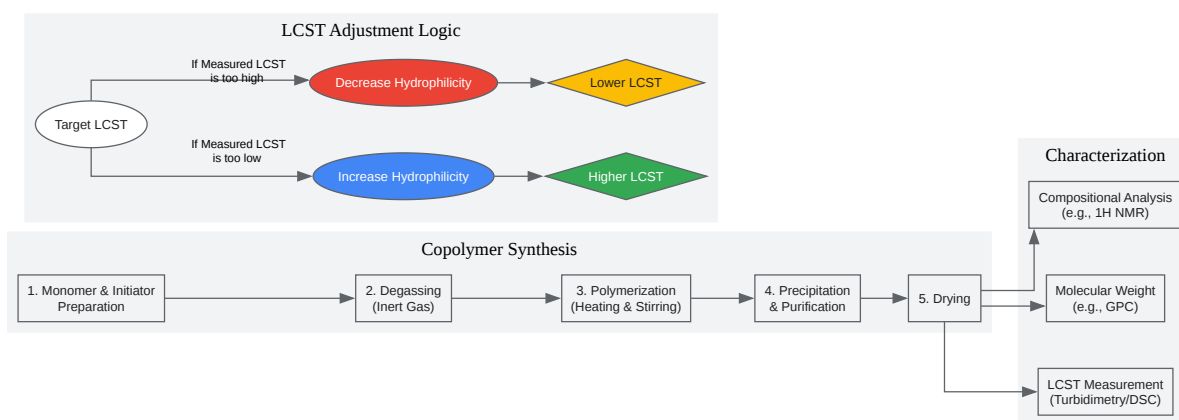 LCST Adjustment Logic
If Measured LCST
is too high
Decrease Hydrophilicity
Lower LCST
Target LCST
If Measured LCST
is too low
Increase Hydrophilicity
Higher LCST
Characterization
Compositional Analysis
(e.g., 1H NMR)
Copolymer Synthesis
1. Monomer & Initiator
Preparation
2. Degassing
(Inert Gas)
3. Polymerization
(Heating & Stirring)
4. Precipitation
& Purification
5. Drying
Molecular Weight
(e.g., GPC)
LCST Measurement
(Turbidimetry/DSC)